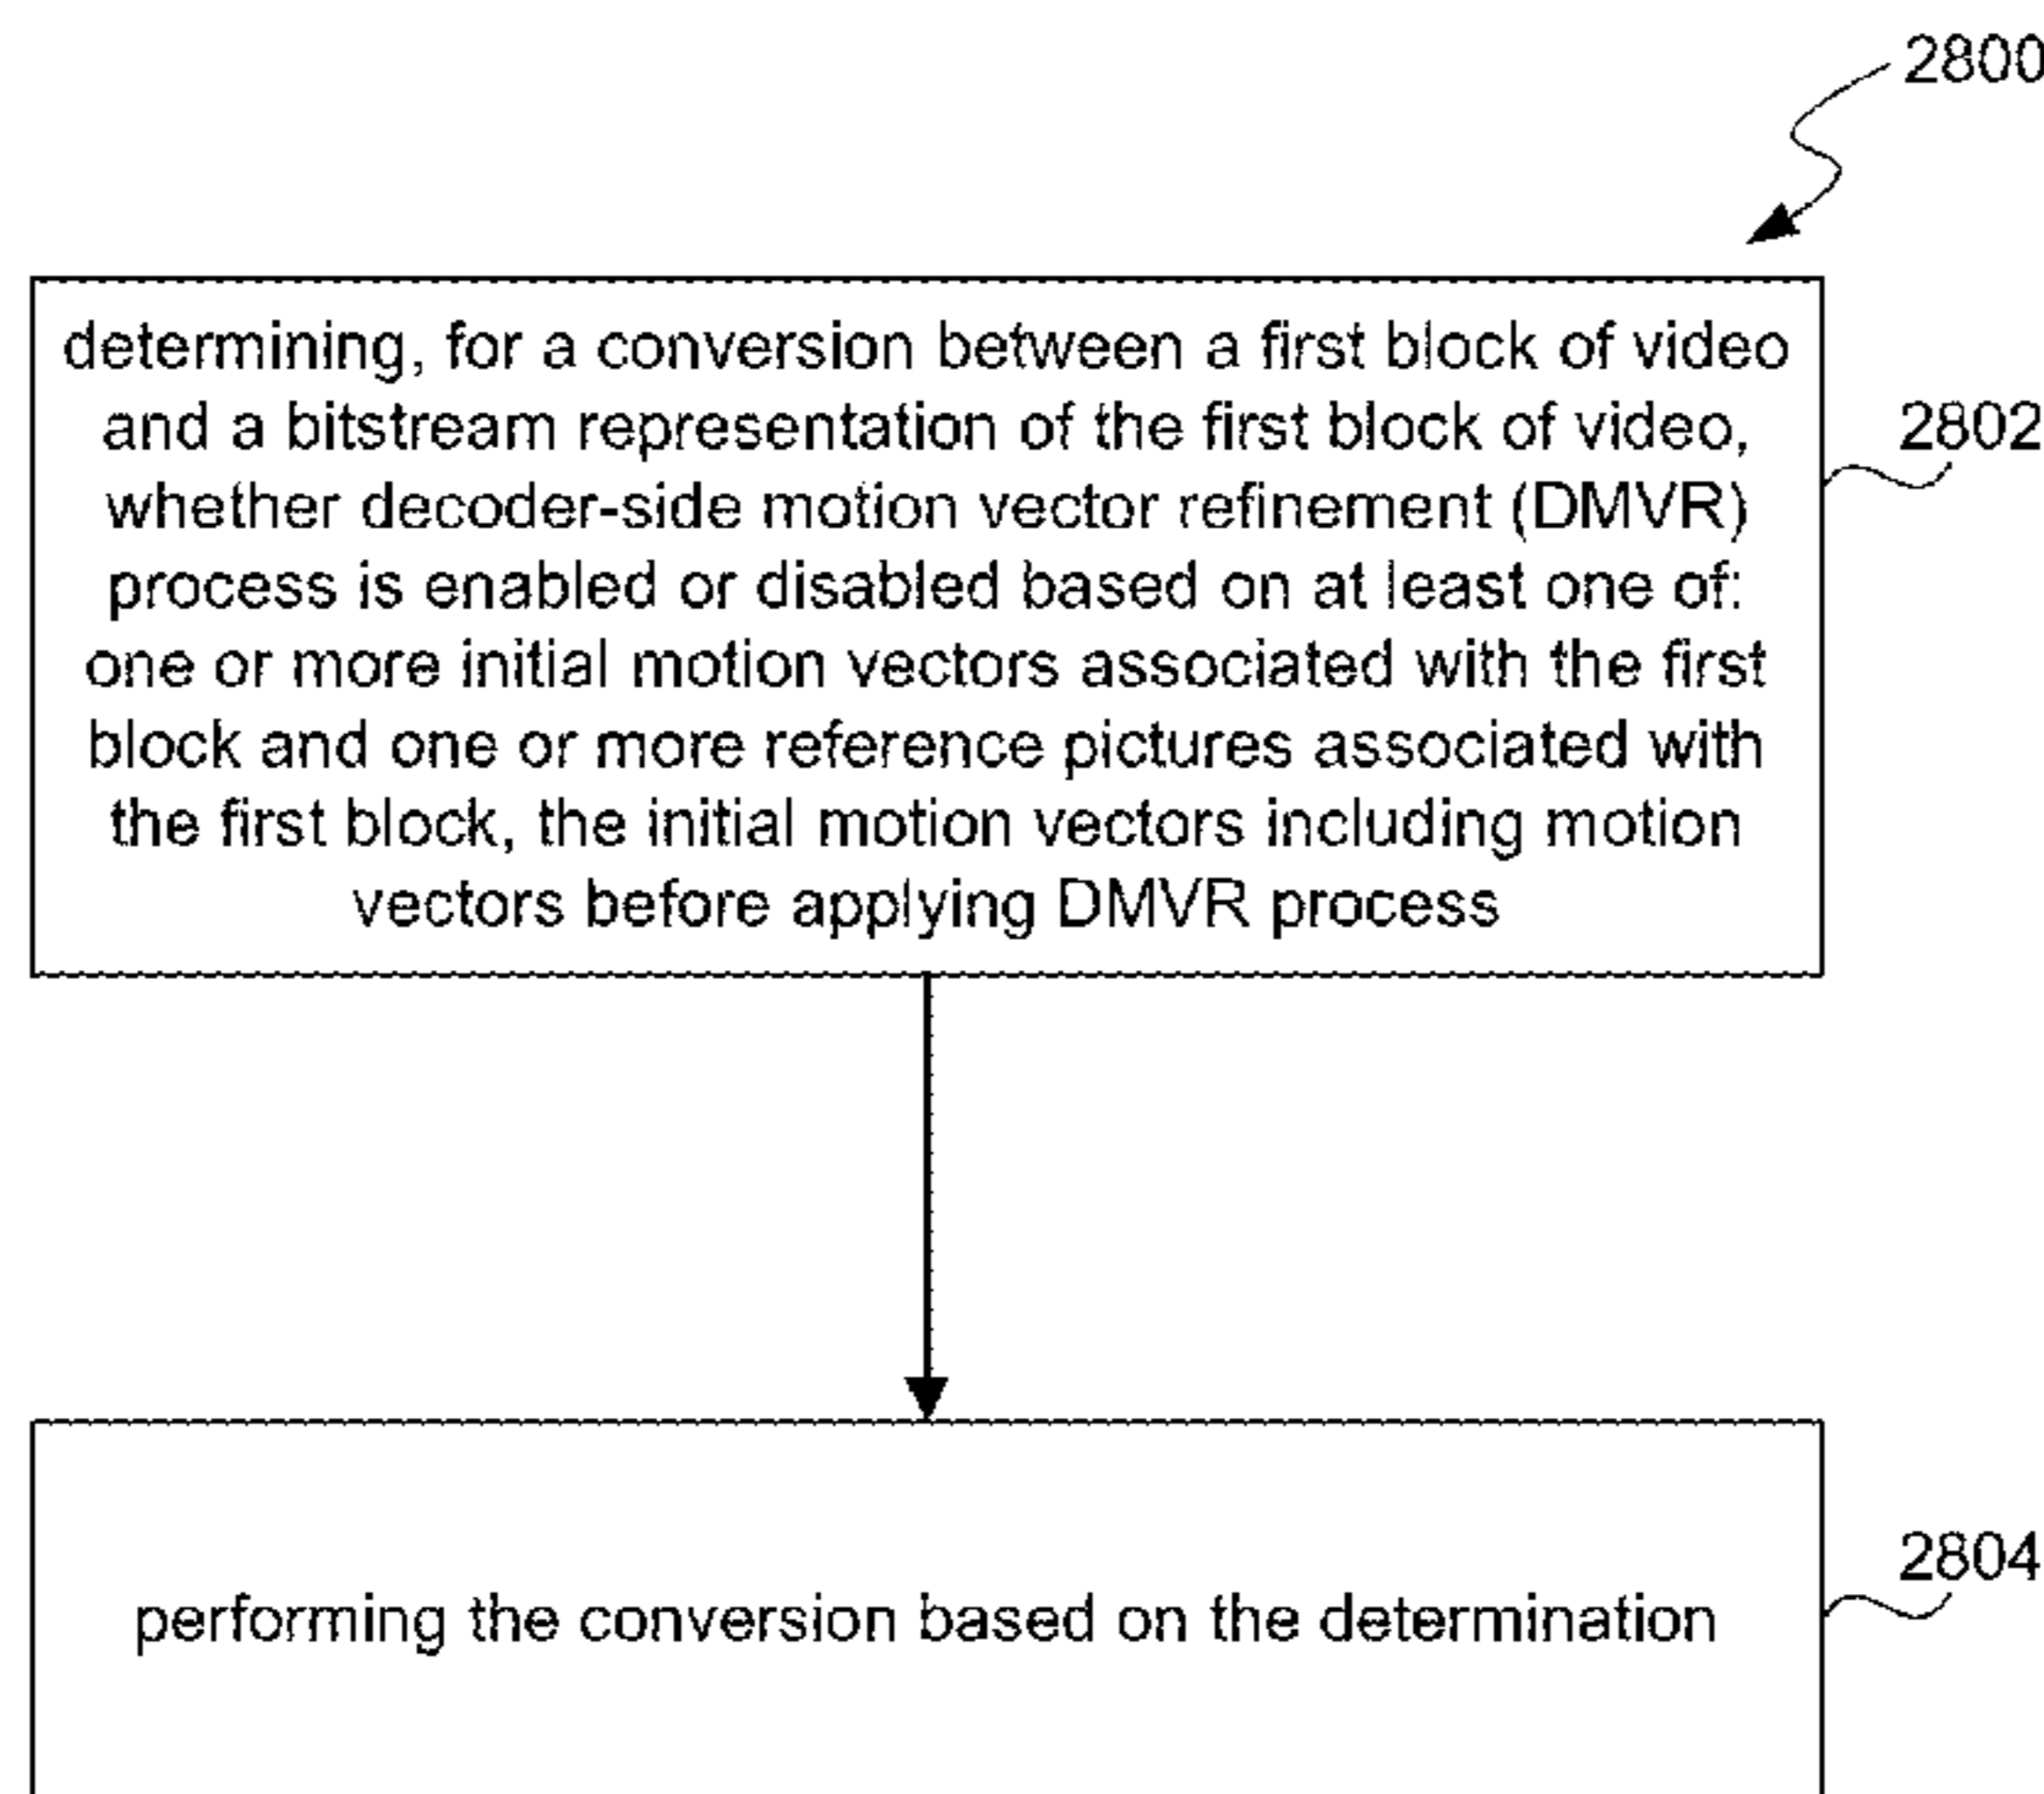 2800
determining, for a conversion between a first block of video
and a bitstream representation of the first block of video,
2802
whether decoder-side motion vector refinement (DMVR)
process is enabled or disabled based on at least one of:
one or more initial motion vectors associated with the first
block and one or more reference pictures associated with
the first block, the initial motion vectors including motion
vectors before applying DMVR process
2804
performing the conversion based on the determination